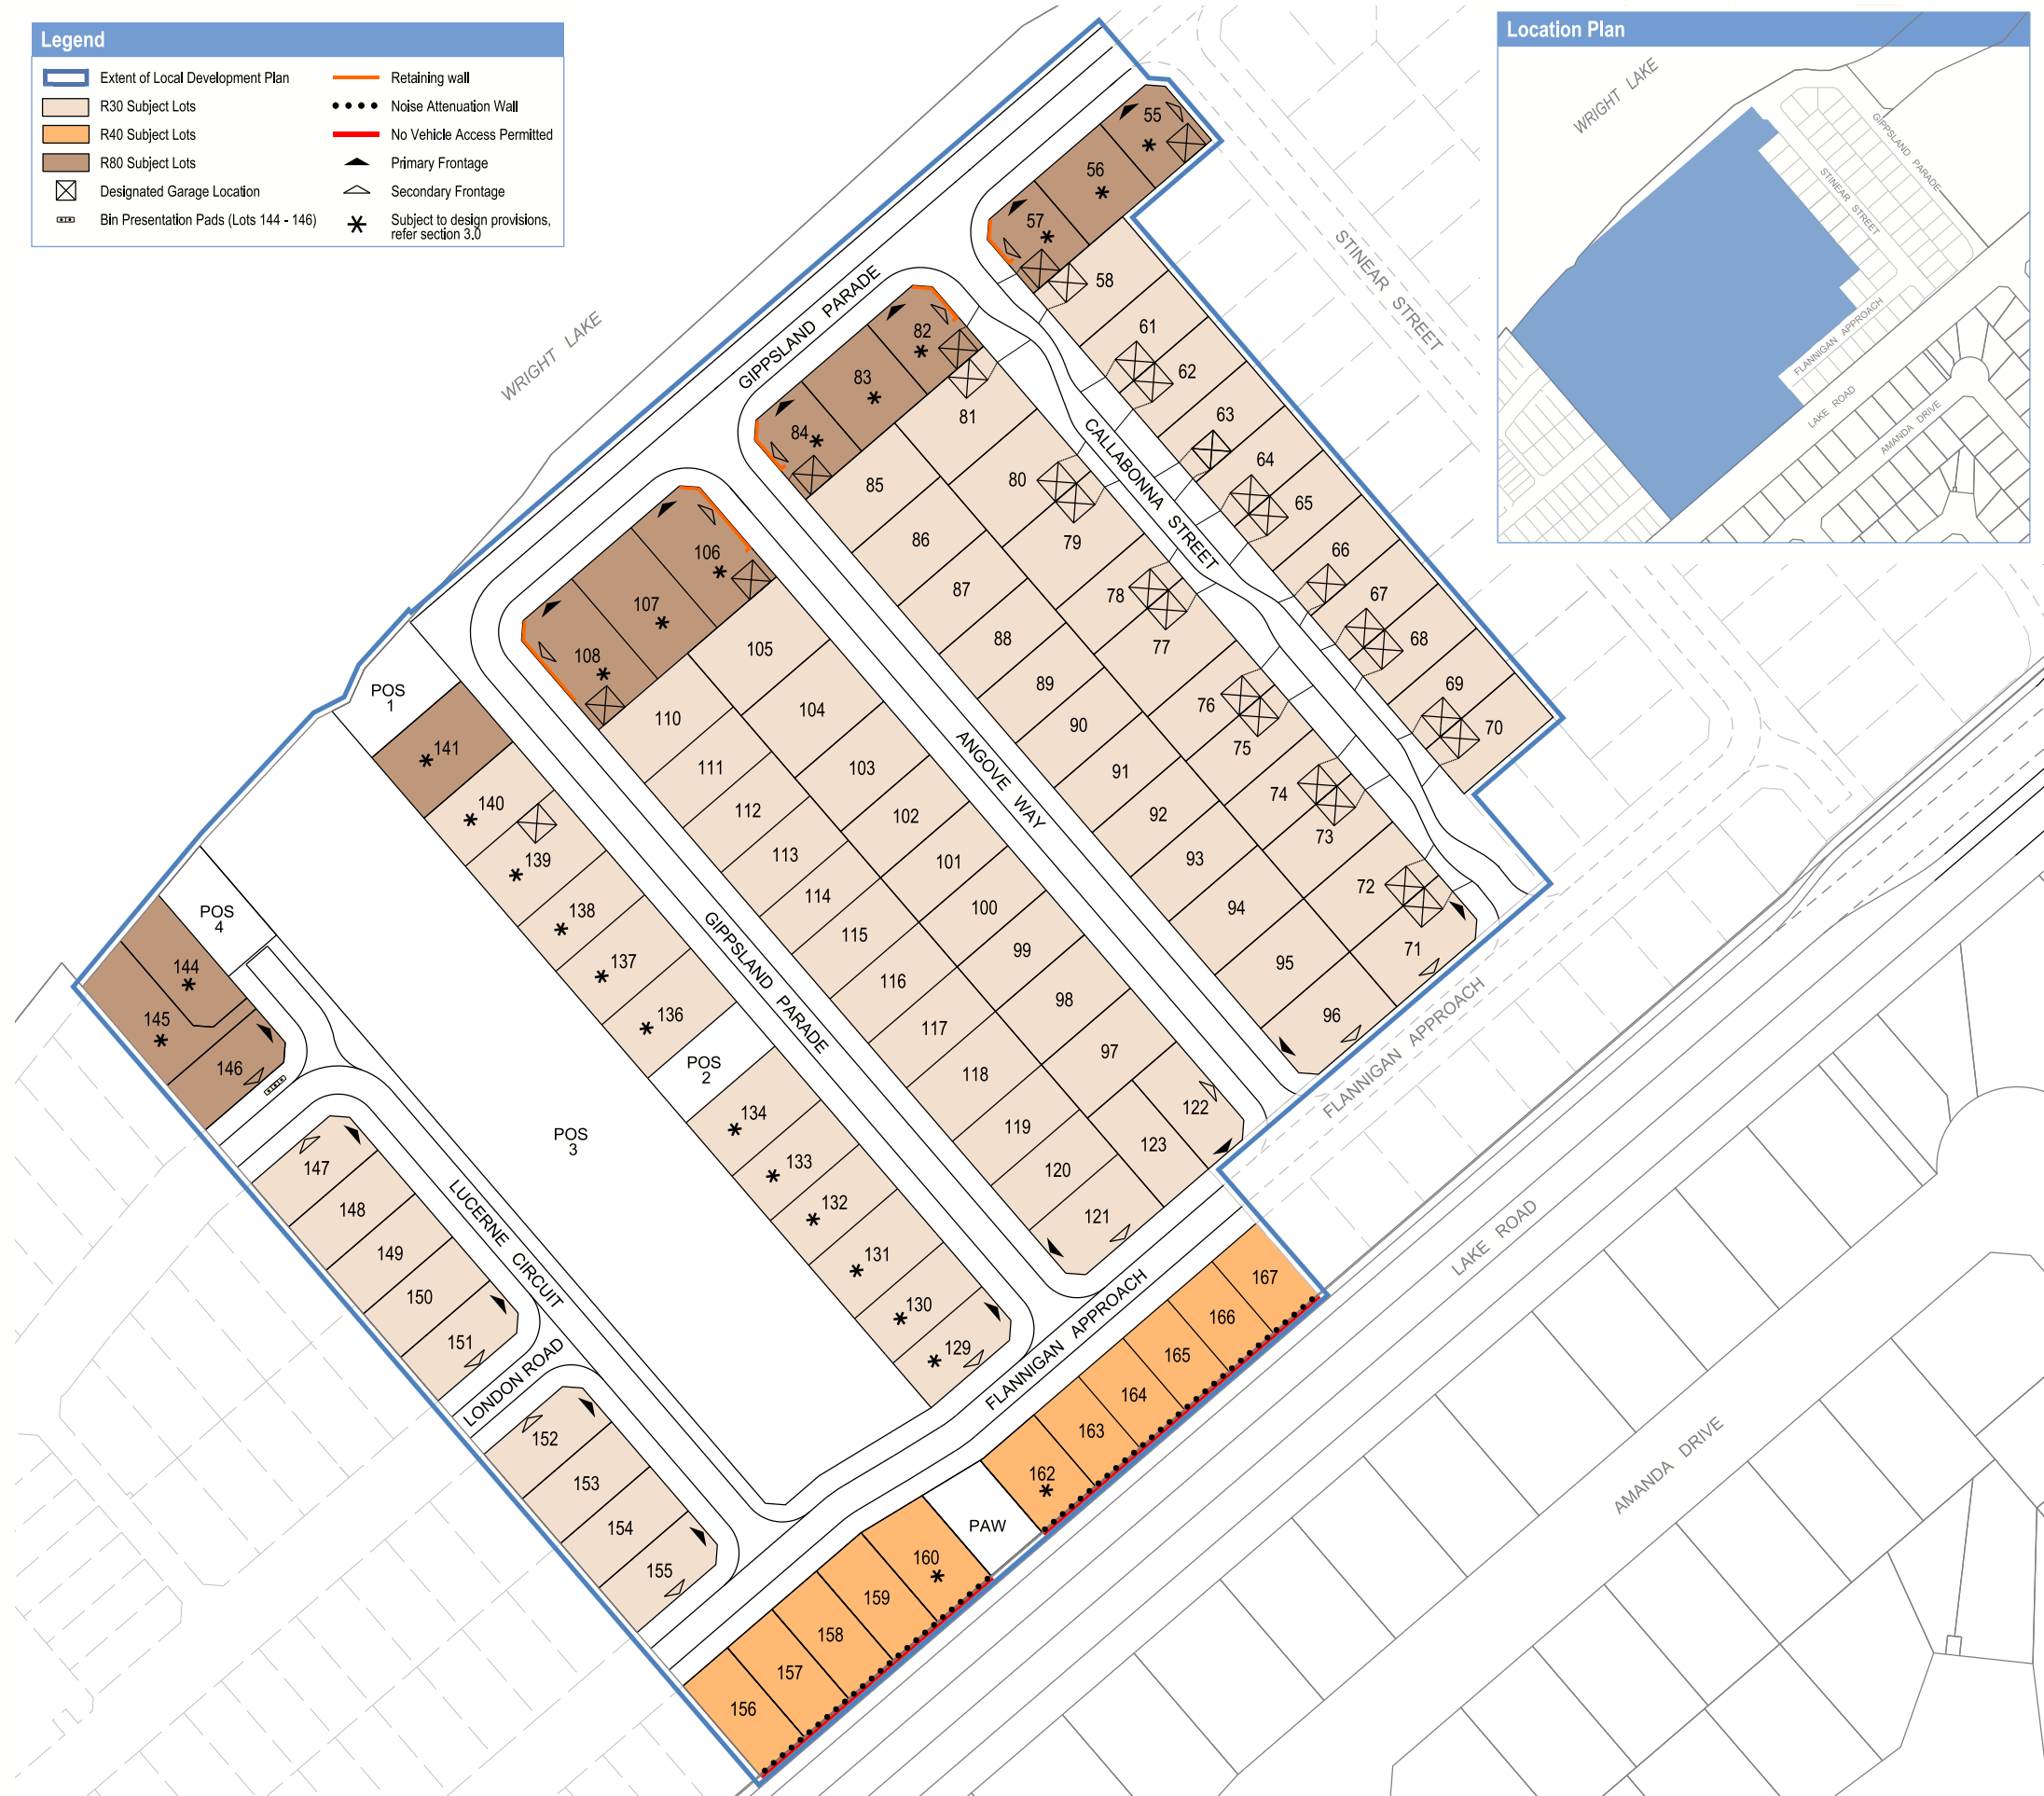 Legend
Extent of Local Development Plan
R30 Subject Lots
R40 Subject Lots
R80 Subject Lots
Designated Garage Location
Bin Presentation Pads (Lots 144 - 146)
Retaining wall
Noise Attenuation Wall
No Vehicle Access Permitted
Primary Frontage
Secondary Frontage
Subject to design provisions,
refer section 3.0
Location Plan
WRIGHT LAKE
GIPPSLAND PARADE
STINEAR STREET
FLANNIGAN APPROACH
LAKE ROAD
AMANDA DRIVE
WRIGHT LAKE
GIPPSLAND PARADE
STINEAR STREET
CALLABONNA STREET
ANGOVE WAY
GIPPSLAND PARADE
LUCERNE CIRCUIT
LONDON ROAD
FLANNIGAN APPROACH
FLANNIGAN APPROACH
LAKE ROAD
AMANDA DRIVE
55
56
57
58
61
62
63
64
65
66
67
68
69
70
82
83
84
81
80
79
78
77
76
75
74
73
72
71
85
86
87
88
89
90
91
92
93
94
95
96
106
107
108
105
104
103
102
101
100
99
98
97
122
123
110
111
112
113
114
115
116
117
118
119
120
121
POS
1
141
140
139
138
137
136
POS
2
134
133
132
131
130
129
POS
3
POS
4
144
145
146
147
148
149
150
151
152
153
154
155
156
157
158
159
160
PAW
162
163
164
165
166
167